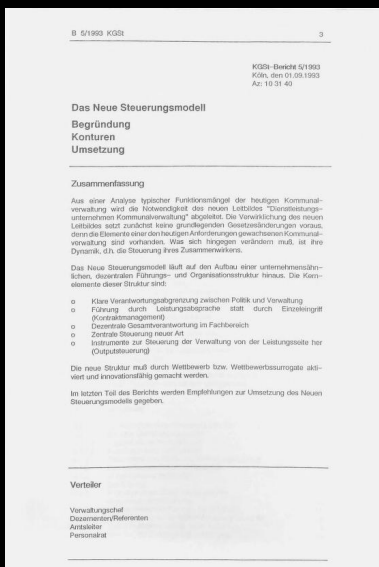 B 5/1993 KGSt 3
KGSt-Bericht 5/1993
Köln, den 01.09.1993
Az: 10 31 40
Das Neue Steuerungsmodell
Begründung
Konturen
Umsetzung
Zusammenfassung
Aus einer Analyse typischer Funktionsmängel der heutigen Kommunal-
verwaltung wird die Notwendigkeit des neuen Leitbildes "Dienstleistungs-
unternehmen Kommunalverwaltung" abgeleitet. Die Verwirklichung des neuen
Leitbildes setzt zunächst keine grundlegenden Gesetzesänderungen voraus,
denn die Elemente einer den heutigen Anforderungen gewachsenen Kommunal-
verwaltung sind vorhanden. Was sich hingegen verändern muß, ist ihre
Dynamik, d.h. die Steuerung ihres Zusammenwirkens.
Das Neue Steuerungsmodell läuft auf den Aufbau einer unternehmensähn-
lichen, dezentralen Führungs- und Organisationsstruktur hinaus. Die Kern-
elemente dieser Struktur sind:
o Klare Verantwortungsabgrenzung zwischen Politik und Verwaltung
o Führung durch Leistungsabsprache statt durch Einzeleingriff
(Kontraktmanagement)
o Dezentrale Gesamtverantwortung im Fachbereich
o Zentrale Steuerung neuer Art
o Instrumente zur Steuerung der Verwaltung von der Leistungsseite her
(Outputsteuerung)
Die neue Struktur muß durch Wettbewerb bzw. Wettbewerbssurrogate akti-
viert und innovationsfähig gemacht werden.
Im letzten Teil des Berichts werden Empfehlungen zur Umsetzung des Neuen
Steuerungsmodells gegeben.
Verteiler
Verwaltungschef
Dezernenten/Referenten
Amtsleiter
Personalrat